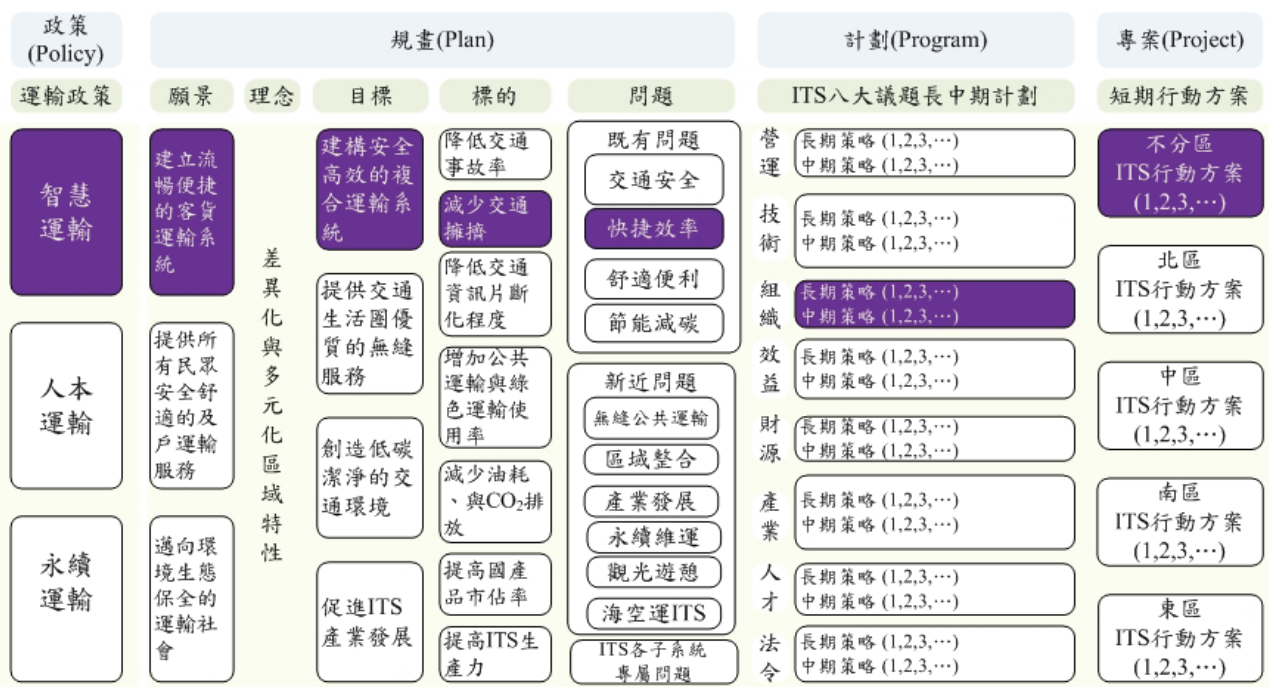 政策
(Policy)
規畫(Plan)
計劃(Program)
專案(Project)
運輸政策
願景
理念
目標
標的
問題
ITS八大議題長中期計劃
短期行動方案
智慧
運輸
人本
運輸
永續
運輸
建立流
暢便捷
的客貨
運輸系
統
提供所
有民眾
安全舒
適的及
戶運輸
服務
邁向環
境生態
保全的
運輸社
會
差
異
化
與
多
元
化
區
域
特
性
建構安全
高效的複
合運輸系
統
提供交通
生活圈優
質的無縫
服務
創造低碳
潔淨的交
通環境
促進ITS
產業發展
降低交通
事故率
減少交通
擁擠
降低交通
資訊片斷
化程度
增加公共
運輸與綠
色運輸使
用率
減少油耗
、與CO₂排
放
提高國產
品市佔率
提高ITS生
產力
既有問題
交通安全
快捷效率
舒適便利
節能減碳
新近問題
無縫公共運輸
區域整合
產業發展
永續維運
觀光遊憩
海空運ITS
ITS各子系統
專屬問題
營
運
長期策略 (1,2,3,⋯)
中期策略 (1,2,3,⋯)
技
術
長期策略 (1,2,3,⋯)
中期策略 (1,2,3,⋯)
組
織
長期策略 (1,2,3,⋯)
中期策略 (1,2,3,⋯)
效
益
長期策略 (1,2,3,⋯)
中期策略 (1,2,3,⋯)
財
源
長期策略 (1,2,3,⋯)
中期策略 (1,2,3,⋯)
產
業
長期策略 (1,2,3,⋯)
中期策略 (1,2,3,⋯)
人
才
長期策略 (1,2,3,⋯)
中期策略 (1,2,3,⋯)
法
令
長期策略 (1,2,3,⋯)
中期策略 (1,2,3,⋯)
不分區
ITS行動方案
(1,2,3,⋯)
北區
ITS行動方案
(1,2,3,⋯)
中區
ITS行動方案
(1,2,3,⋯)
南區
ITS行動方案
(1,2,3,⋯)
東區
ITS行動方案
(1,2,3,⋯)